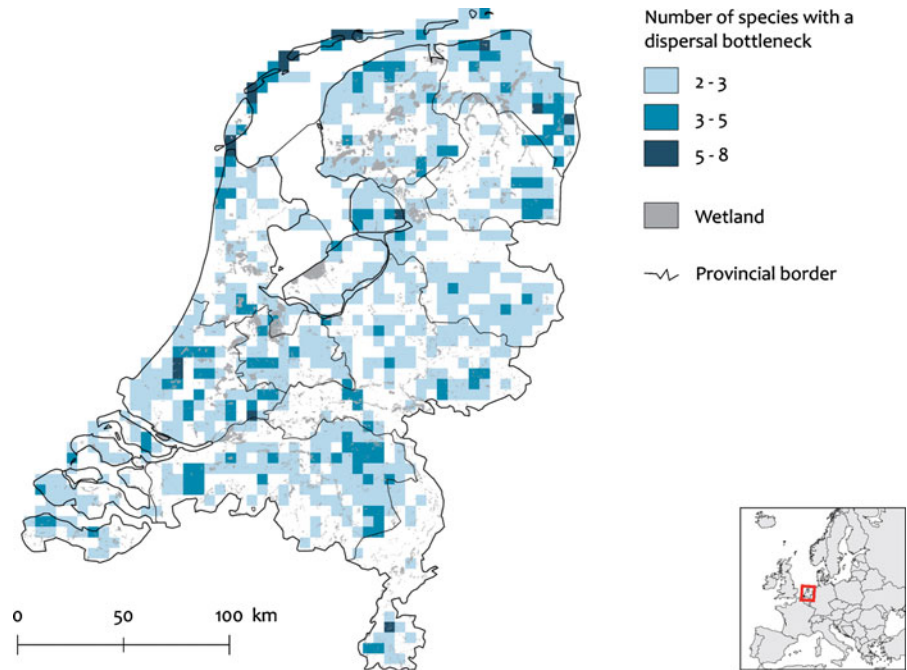 Number of species with a
dispersal bottleneck
2 - 3
3 - 5
5 - 8
Wetland
Provincial border
0 50 100 km